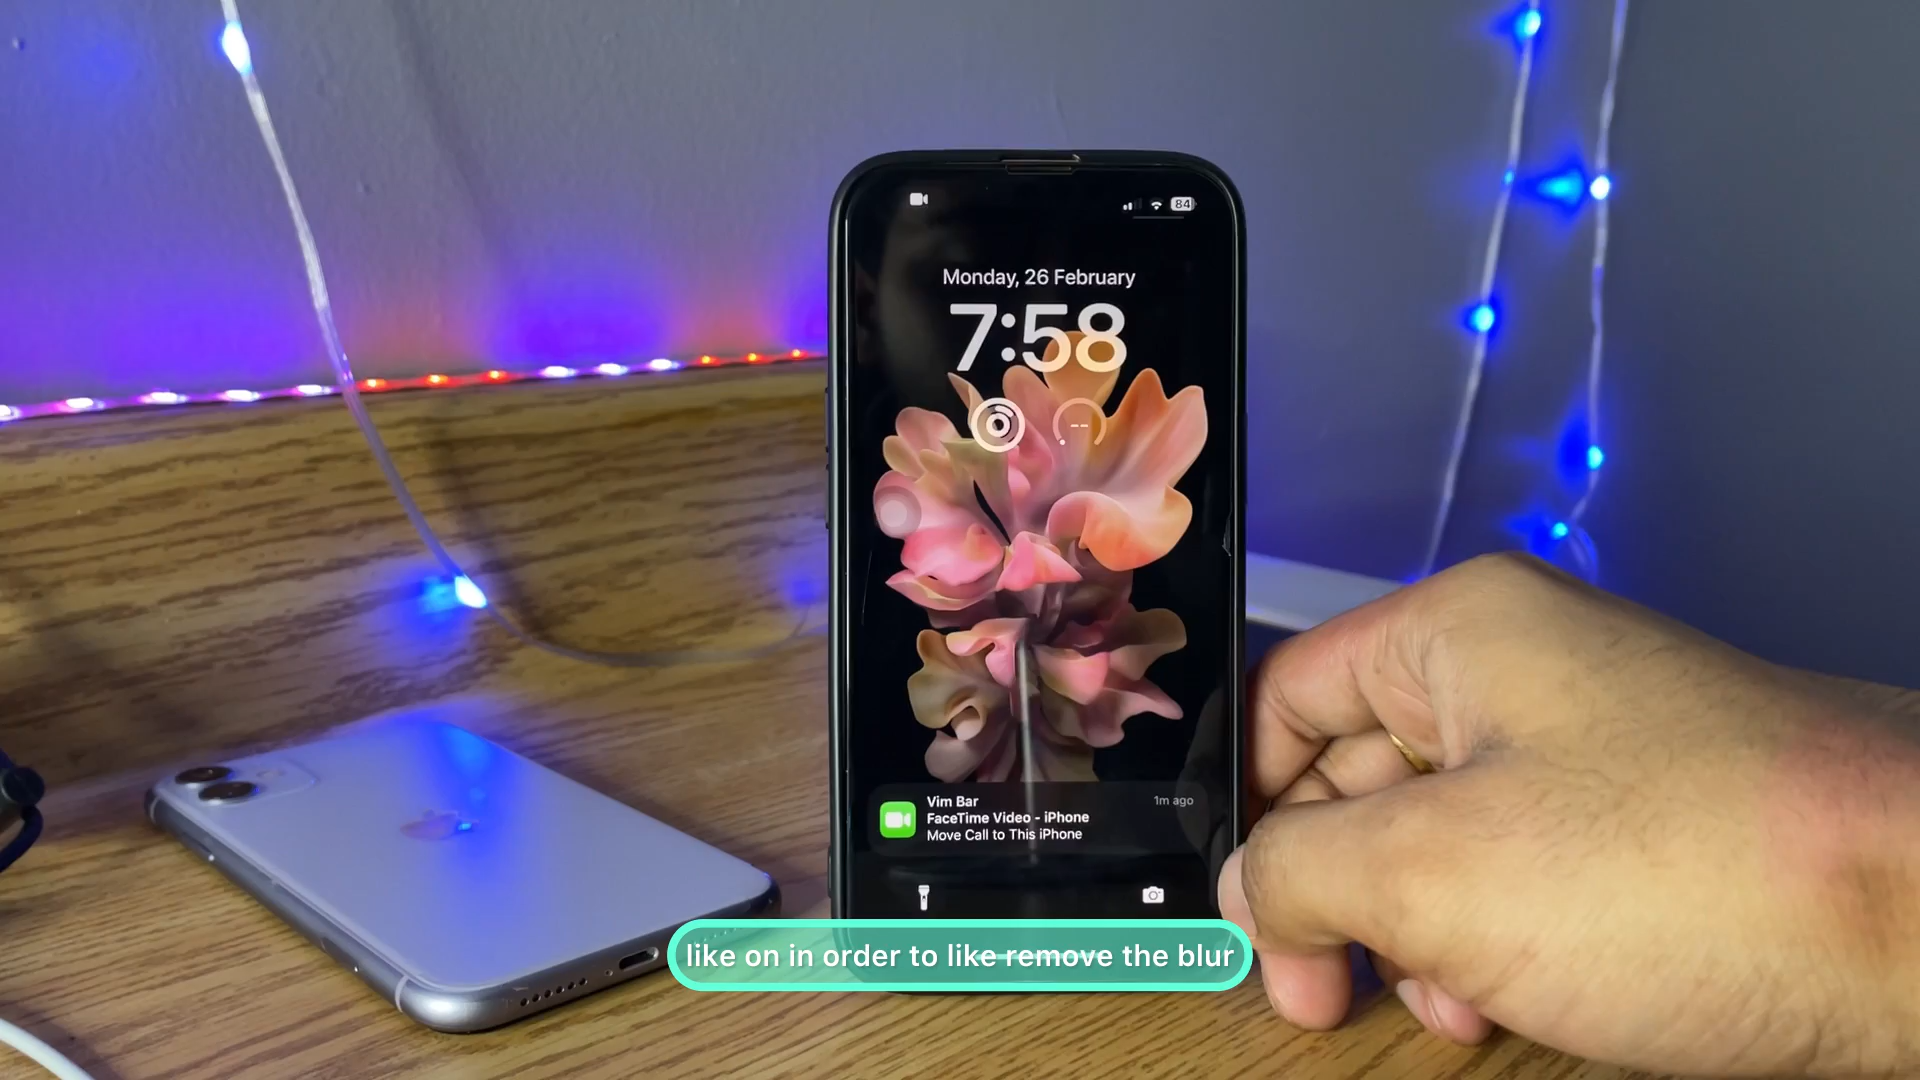 84
Monday, 26 February
7:58
--
Vim Bar
1m ago
FaceTime Video - iPhone
Move Call to This iPhone
like on in order to like remove the blur